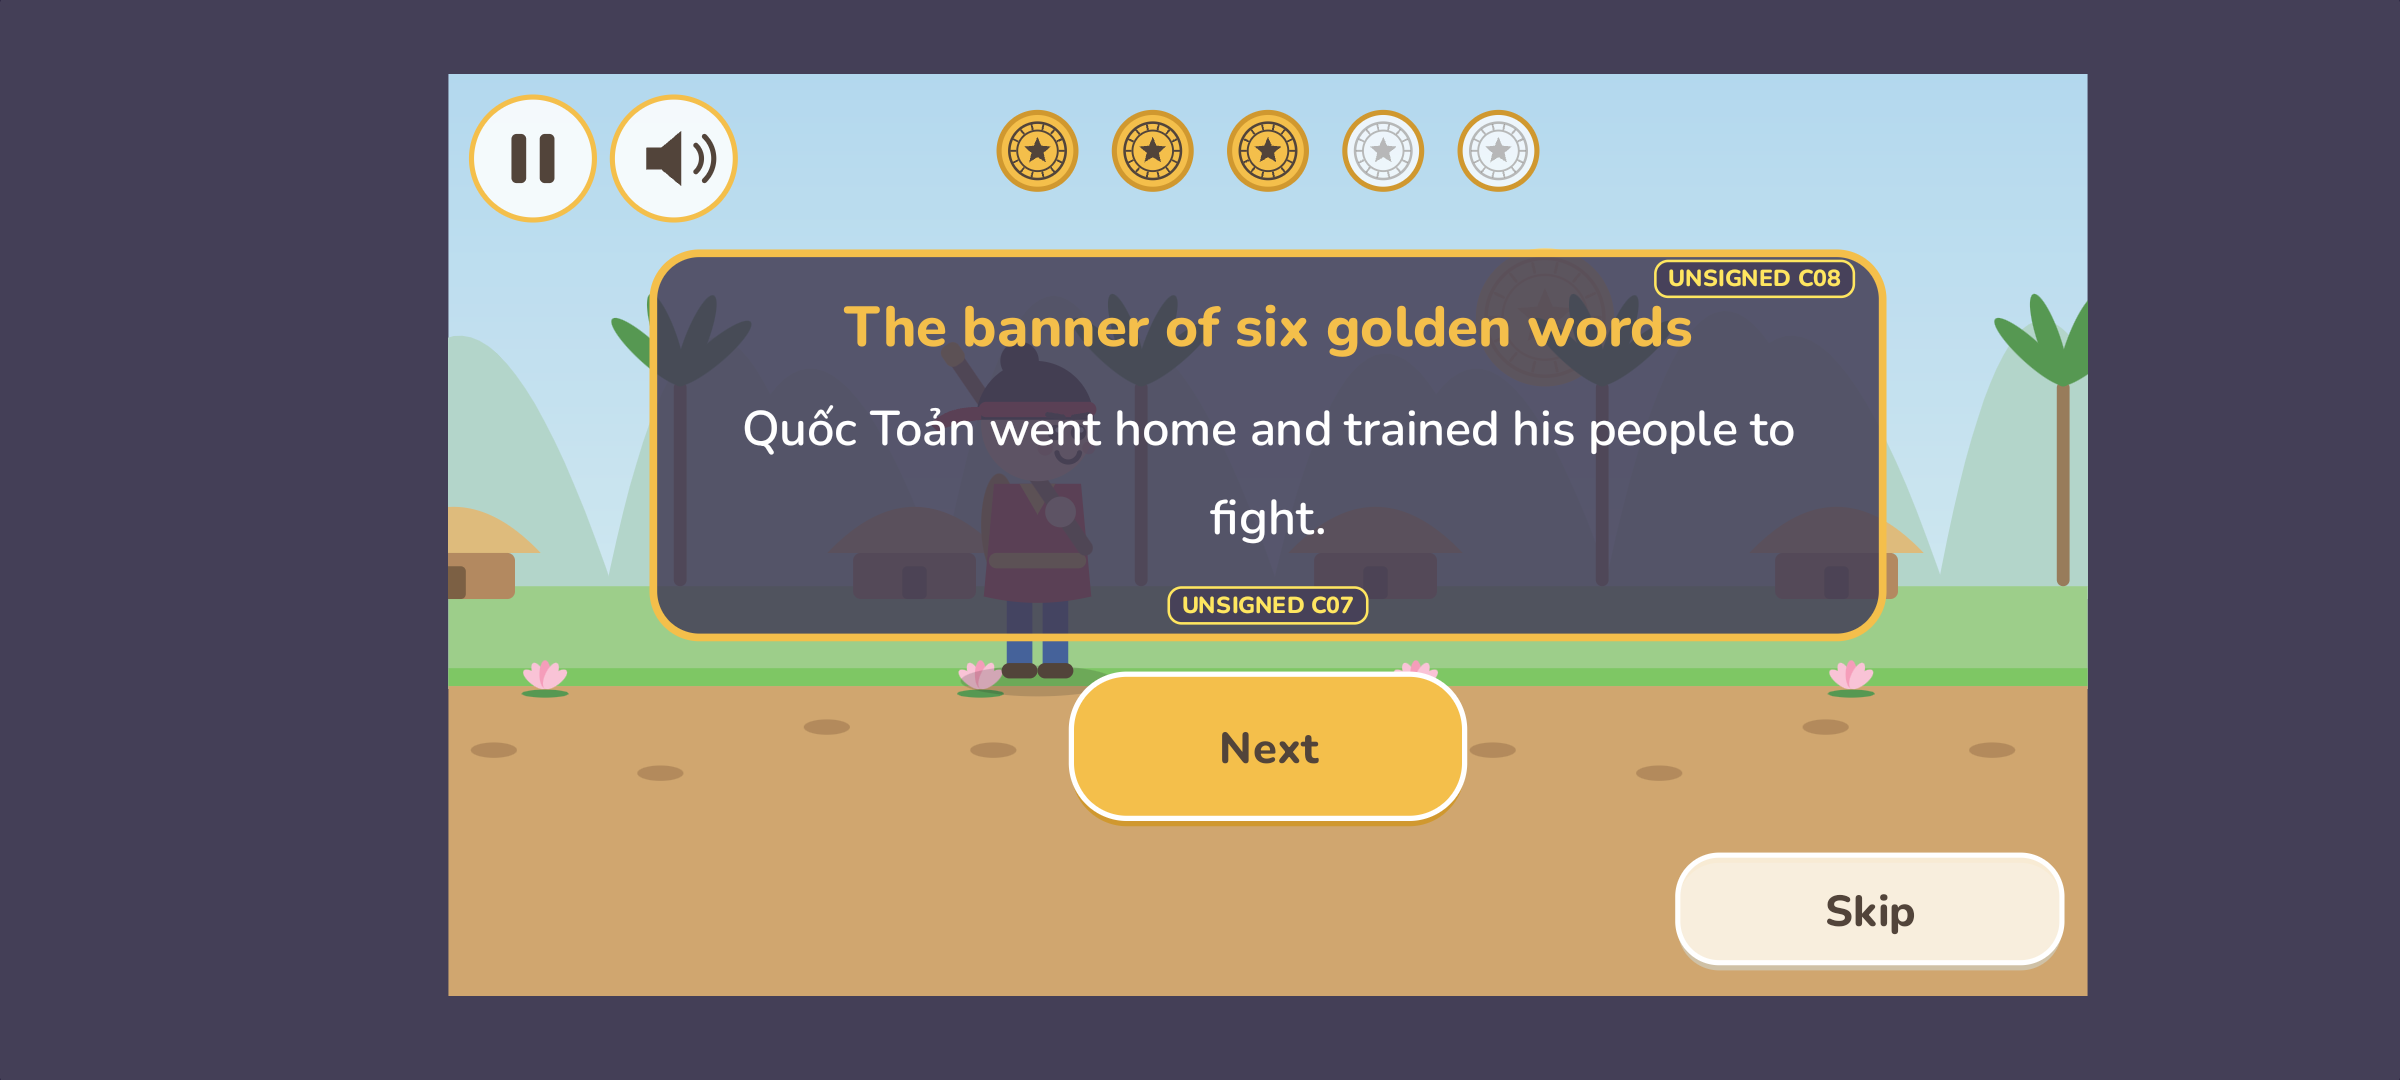 UNSIGNED C08
The banner of six golden words
Quốc Toản went home and trained his people to
fight.
UNSIGNED C07
Next
Skip